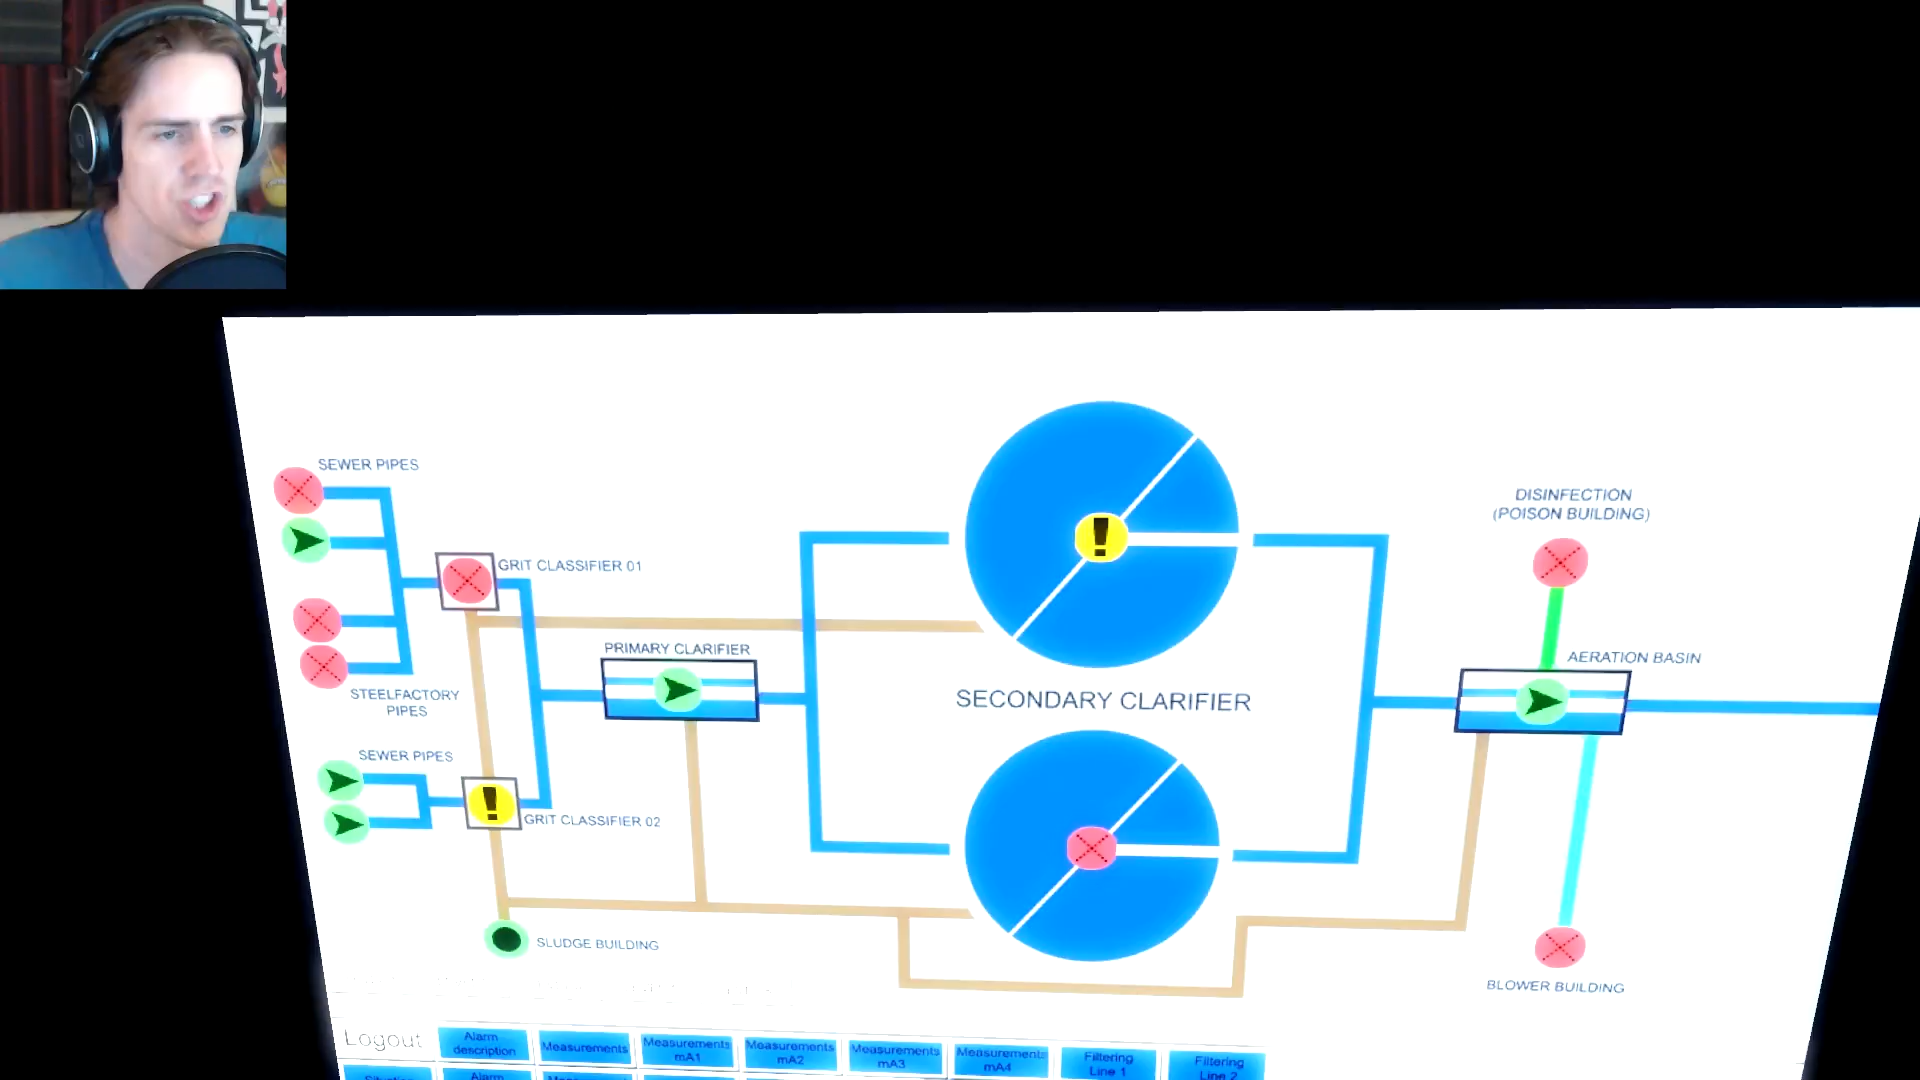 SEWER PIPES
GRIT CLASSIFIER 01
PRIMARY CLARIFIER
STEELFACTORY
PIPES
SEWER PIPES
GRIT CLASSIFIER 02
SLUDGE BUILDING
SECONDARY CLARIFIER
DISINFECTION
(POISON BUILDING)
AERATION BASIN
BLOWER BUILDING
Logout
Alarm
description
Measurements
Measurements
mA1
Measurements
mA2
Measurements
mA3
Measurements
mA4
Filtering
Line 1
Filtering
Line 2
Alarm